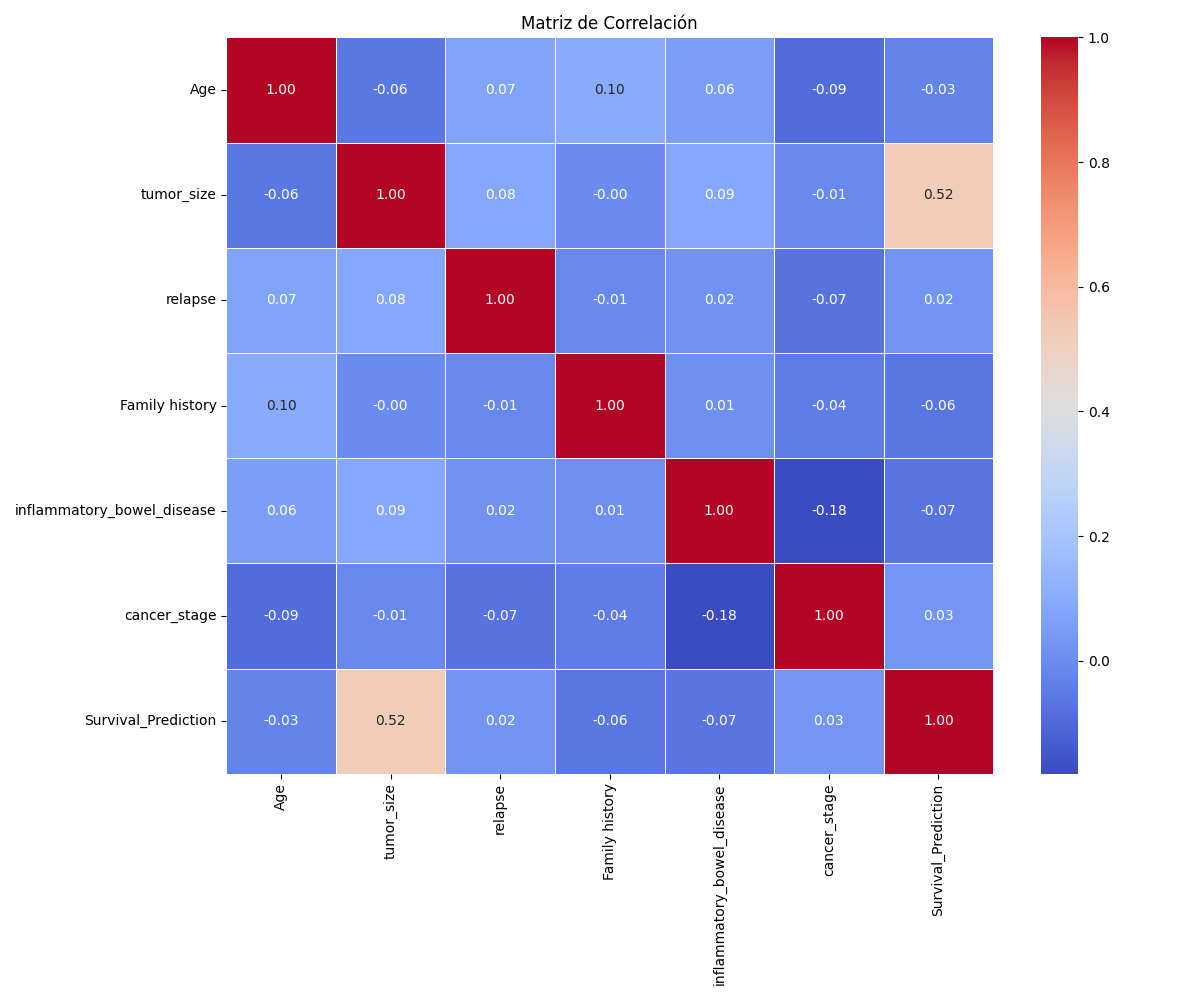 Matriz de Correlación
Age 1.00 -0.06 0.07 0.10 0.06 -0.09 -0.03
tumor_size -0.06 1.00 0.08 -0.00 0.09 -0.01 0.52
relapse 0.07 0.08 1.00 -0.01 0.02 -0.07 0.02
Family history 0.10 -0.00 -0.01 1.00 0.01 -0.04 -0.06
inflammatory_bowel_disease 0.06 0.09 0.02 0.01 1.00 -0.18 -0.07
cancer_stage -0.09 -0.01 -0.07 -0.04 -0.18 1.00 0.03
Survival_Prediction -0.03 0.52 0.02 -0.06 -0.07 0.03 1.00
Age
tumor_size
relapse
Family history
inflammatory_bowel_disease
cancer_stage
Survival_Prediction
1.0
0.8
0.6
0.4
0.2
0.0